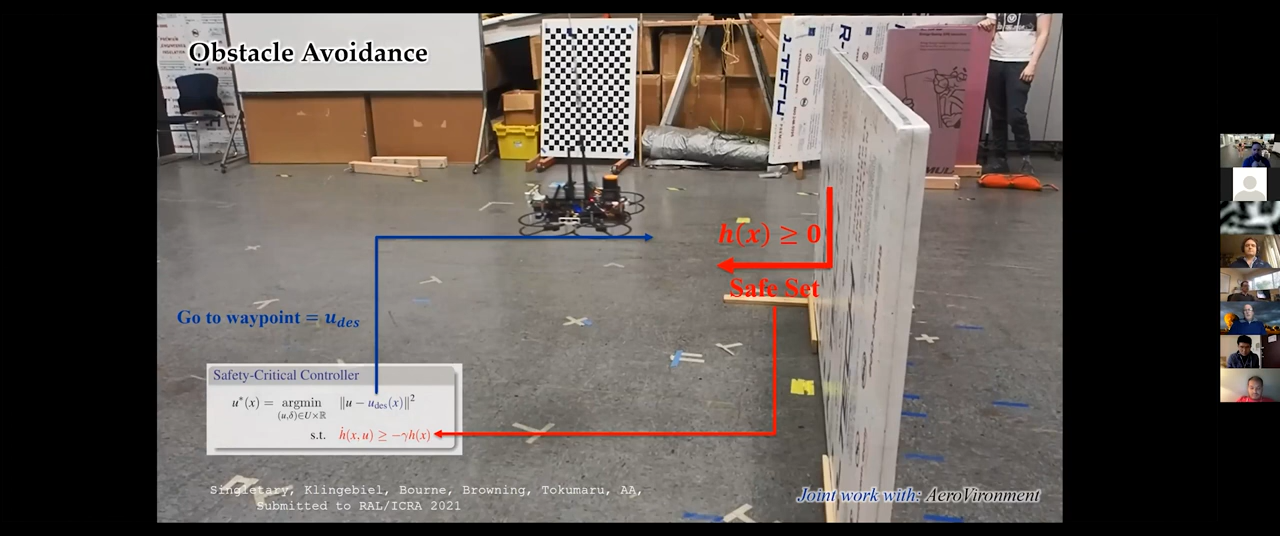 Obstacle Avoidance
h(x) ≥ 0
Safe Set
Go to waypoint = u_des
Safety-Critical Controller
u*(x) = argmin ‖u − u_des(x)‖²
(u,δ)∈U×ℝ
s.t. ḣ(x, u) ≥ −γh(x)
Singletary, Klingebiel, Bourne, Browning, Tokumaru, AA,
Submitted to RAL/ICRA 2021
Joint work with: AeroVironment